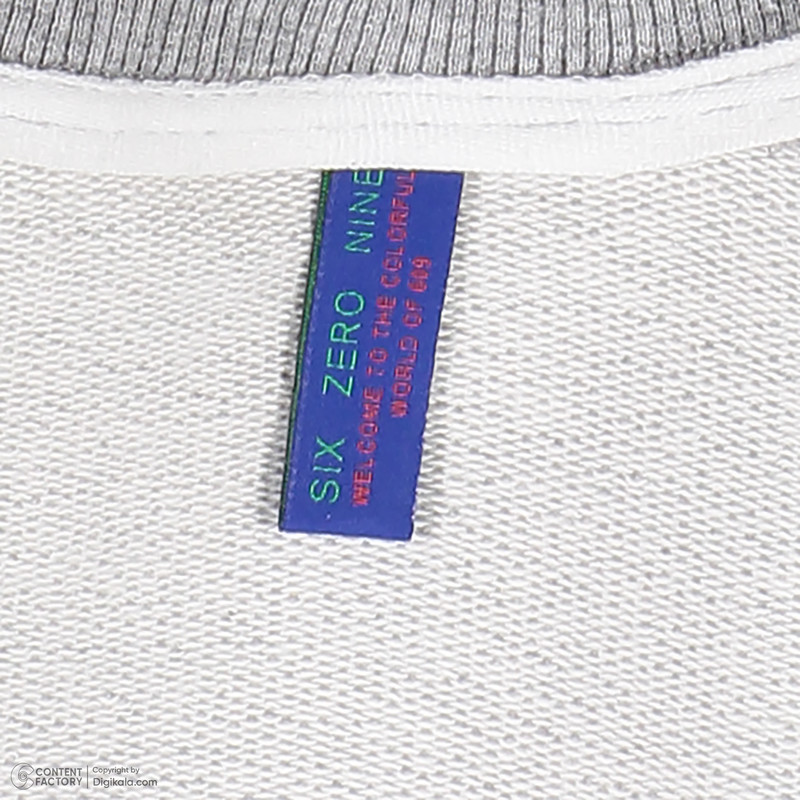 SIX ZERO NINE
WELCOME TO THE COLORFUL
WORLD OF 609
CONTENT
FACTORY
Copyright by
Digikala.com